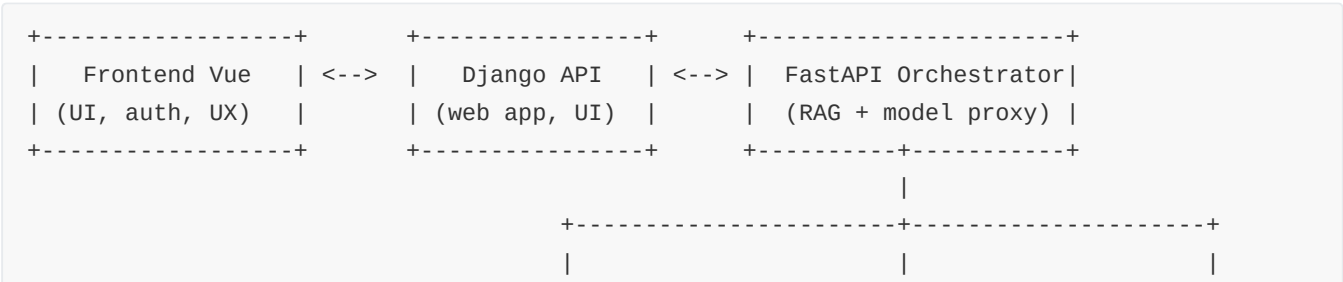 +------------------+       +----------------+      +----------------------+
|   Frontend Vue   | <-->  |   Django API   | <--> |  FastAPI Orchestrator|
| (UI, auth, UX)   |       | (web app, UI)  |      |  (RAG + model proxy) |
+------------------+       +----------------+      +----------+-----------+
                                                              |
                                       +----------------------+--------------------+
                                       |                      |                    |